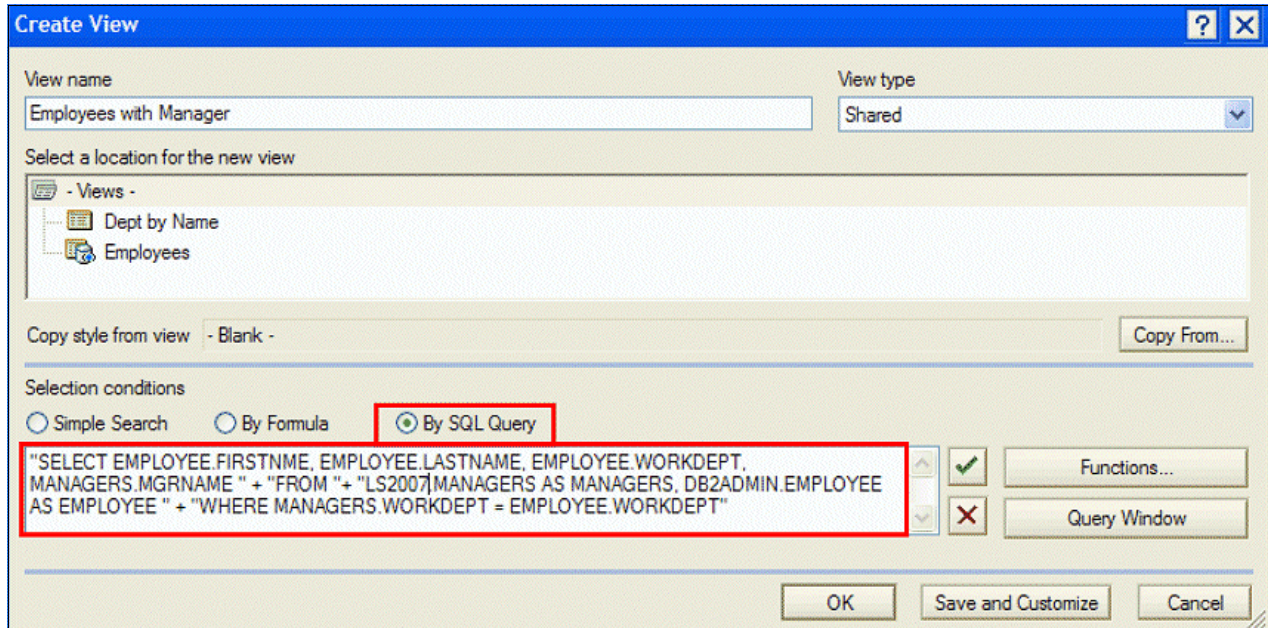 Create View
View name
View type
Employees with Manager
Shared
Select a location for the new view
- Views -
Dept by Name
Employees
Copy style from view - Blank -
Copy From...
Selection conditions
Simple Search By Formula By SQL Query
"SELECT EMPLOYEE.FIRSTNME, EMPLOYEE.LASTNAME, EMPLOYEE.WORKDEPT,
MANAGERS.MGRNAME " + "FROM "+ "LS2007.MANAGERS AS MANAGERS, DB2ADMIN.EMPLOYEE
AS EMPLOYEE " + "WHERE MANAGERS.WORKDEPT = EMPLOYEE.WORKDEPT"
Functions...
Query Window
OK Save and Customize Cancel